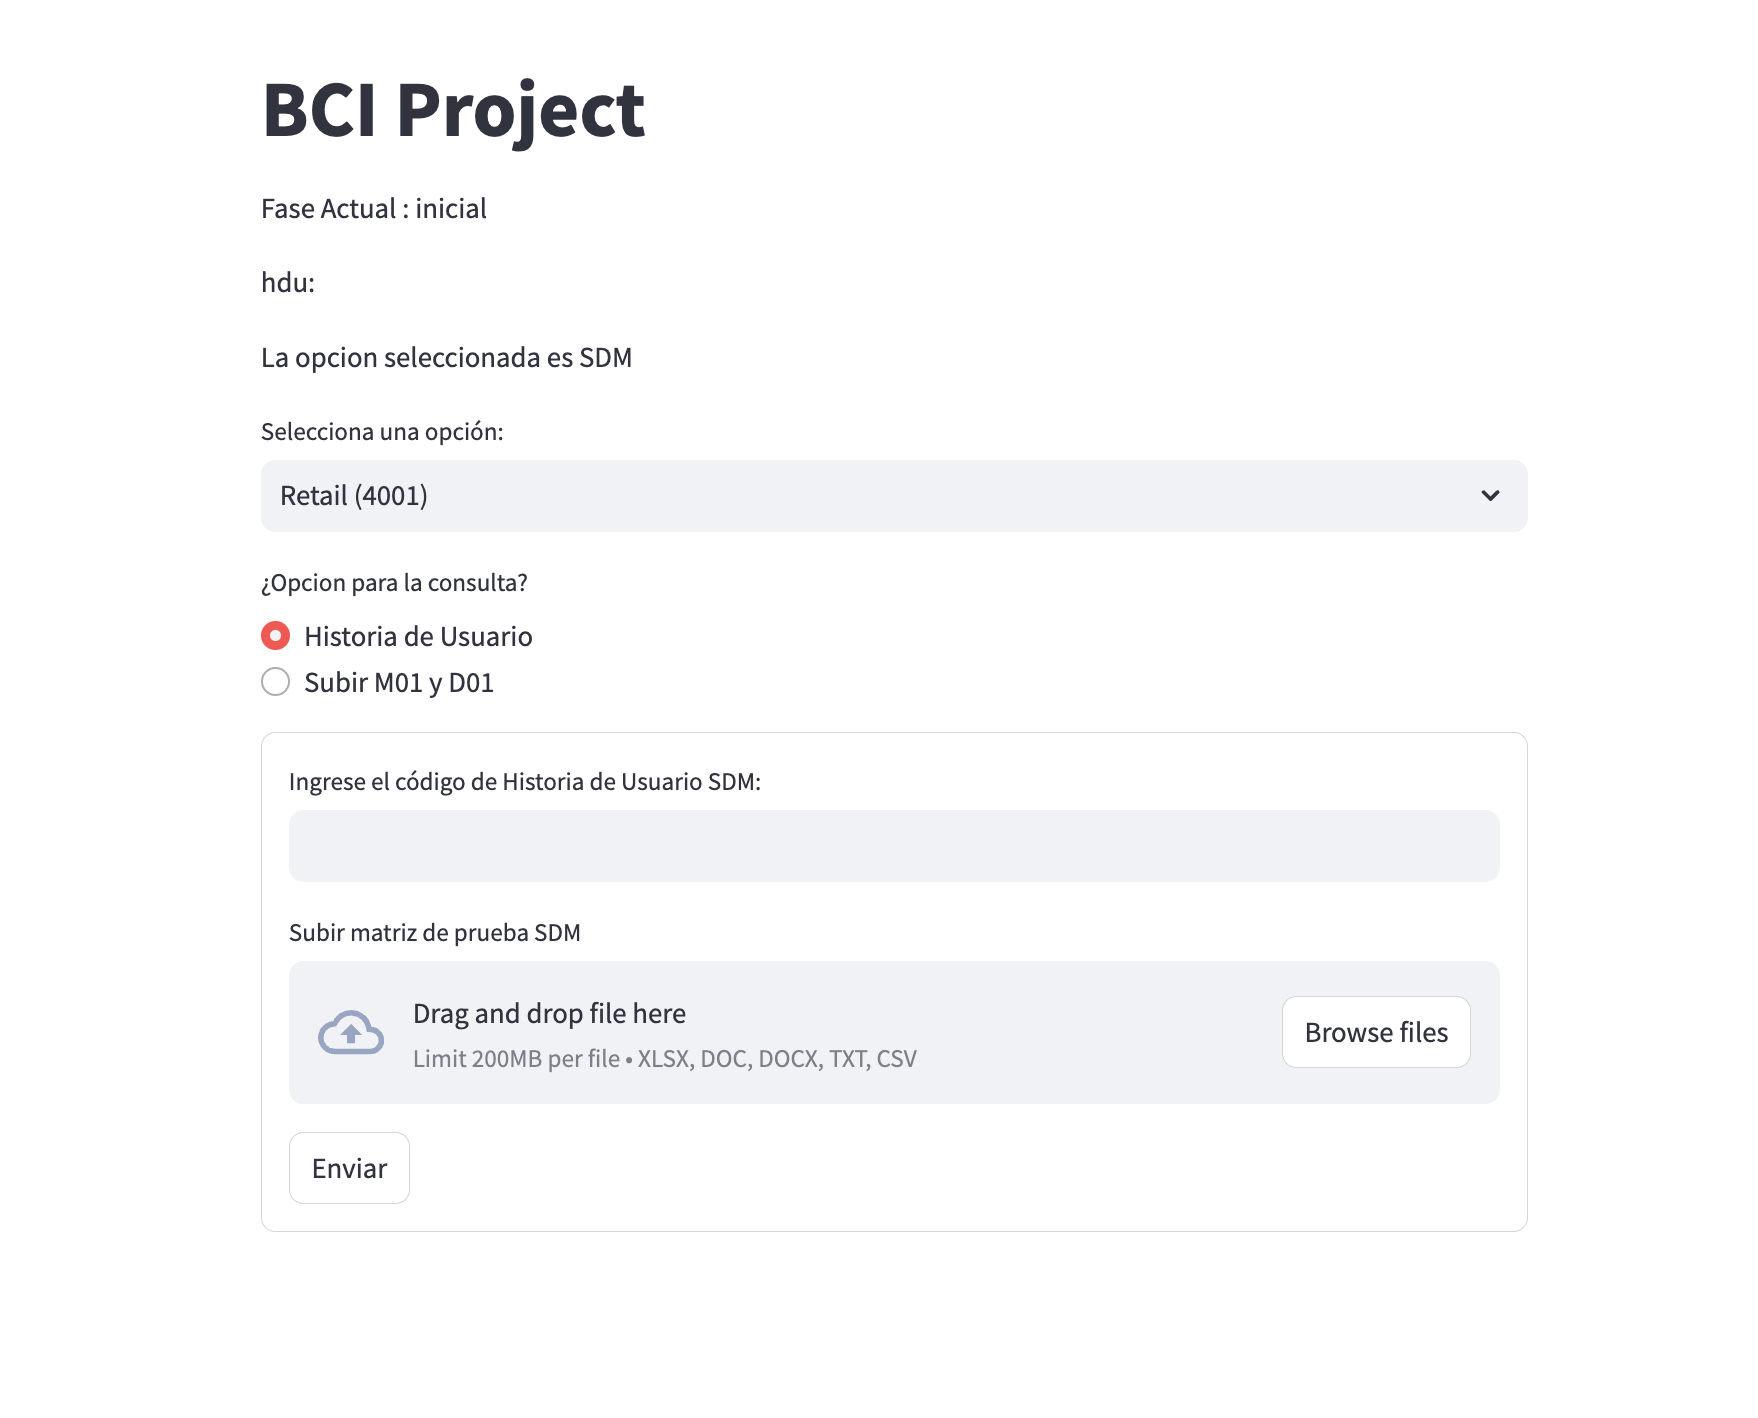 BCI Project
Fase Actual : inicial
hdu:
La opcion seleccionada es SDM
Selecciona una opción:
Retail (4001)
¿Opcion para la consulta?
Historia de Usuario
Subir M01 y D01
Ingrese el código de Historia de Usuario SDM:
Subir matriz de prueba SDM
Drag and drop file here
Limit 200MB per file • XLSX, DOC, DOCX, TXT, CSV
Browse files
Enviar